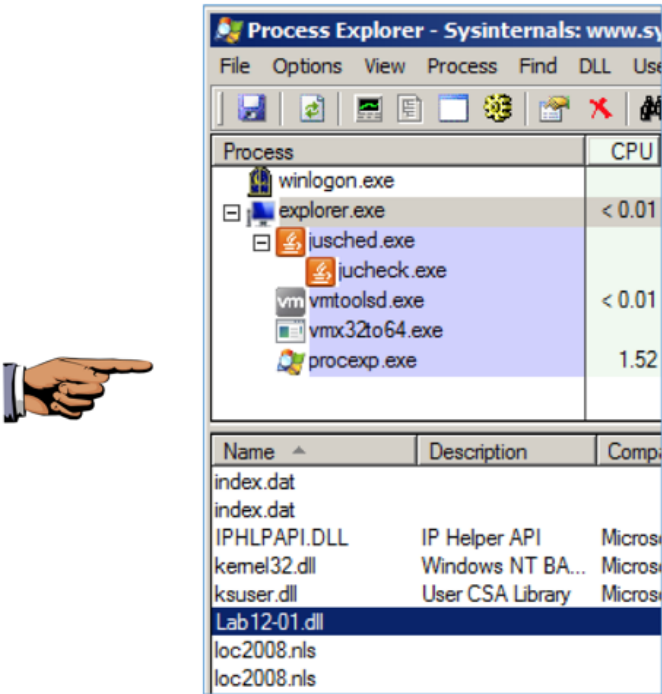 Process Explorer - Sysinternals: www.sy
File Options View Process Find DLL Use
Process CPU
winlogon.exe
explorer.exe < 0.01
jusched.exe
jucheck.exe
vm vmtoolsd.exe < 0.01
vmx32to64.exe
procexp.exe 1.52
Name Description Compa
index.dat
index.dat
IPHLPAPI.DLL IP Helper API Micros
kernel32.dll Windows NT BA... Micros
ksuser.dll User CSA Library Micros
Lab12-01.dll
loc2008.nls
loc2008.nls